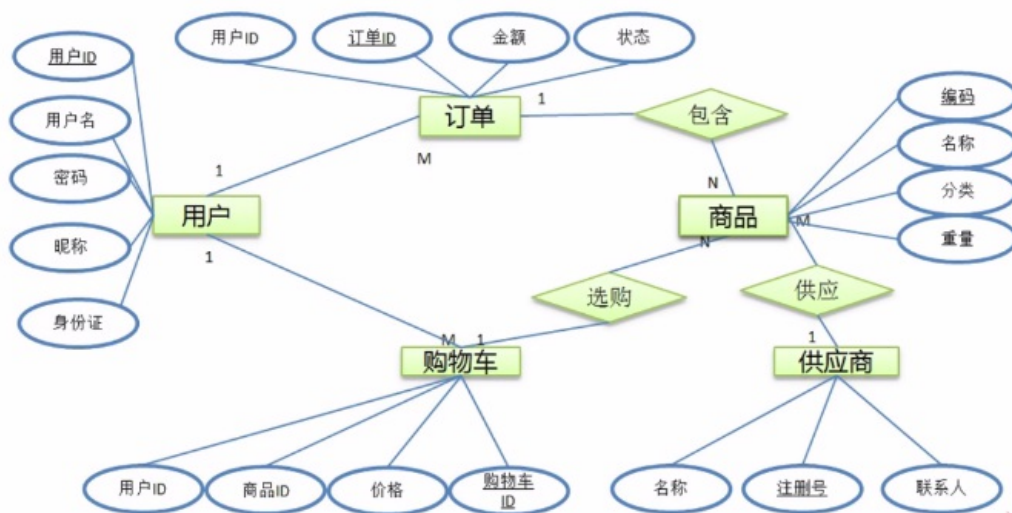 用户ID
订单ID
金额
状态
用户ID
用户名
密码
昵称
身份证
订单
1
包含
M
1
N
用户
1
商品
M
N
编码
名称
分类
重量
选购
供应
M
1
1
购物车
供应商
用户ID
商品ID
价格
购物车
ID
名称
注删号
联系人